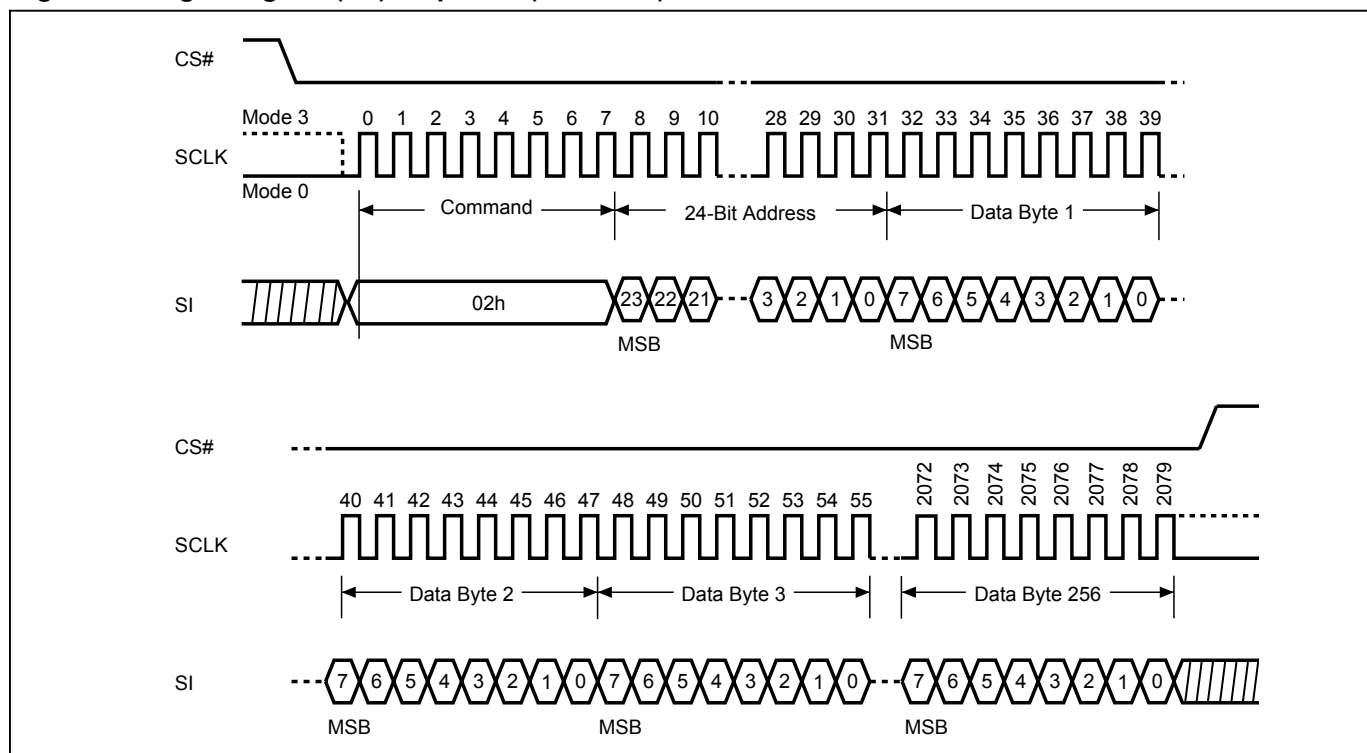 CS#
Mode 3
0 1 2 3 4 5 6 7 8 9 10 28 29 30 31 32 33 34 35 36 37 38 39
SCLK
Mode 0
Command 24-Bit Address Data Byte 1
SI 02h 23 22 21 3 2 1 0 7 6 5 4 3 2 1 0
MSB MSB
CS#
40 41 42 43 44 45 46 47 48 49 50 51 52 53 54 55 2072 2073 2074 2075 2076 2077 2078 2079
SCLK
Data Byte 2 Data Byte 3 Data Byte 256
SI 7 6 5 4 3 2 1 0 7 6 5 4 3 2 1 0 7 6 5 4 3 2 1 0
MSB MSB MSB